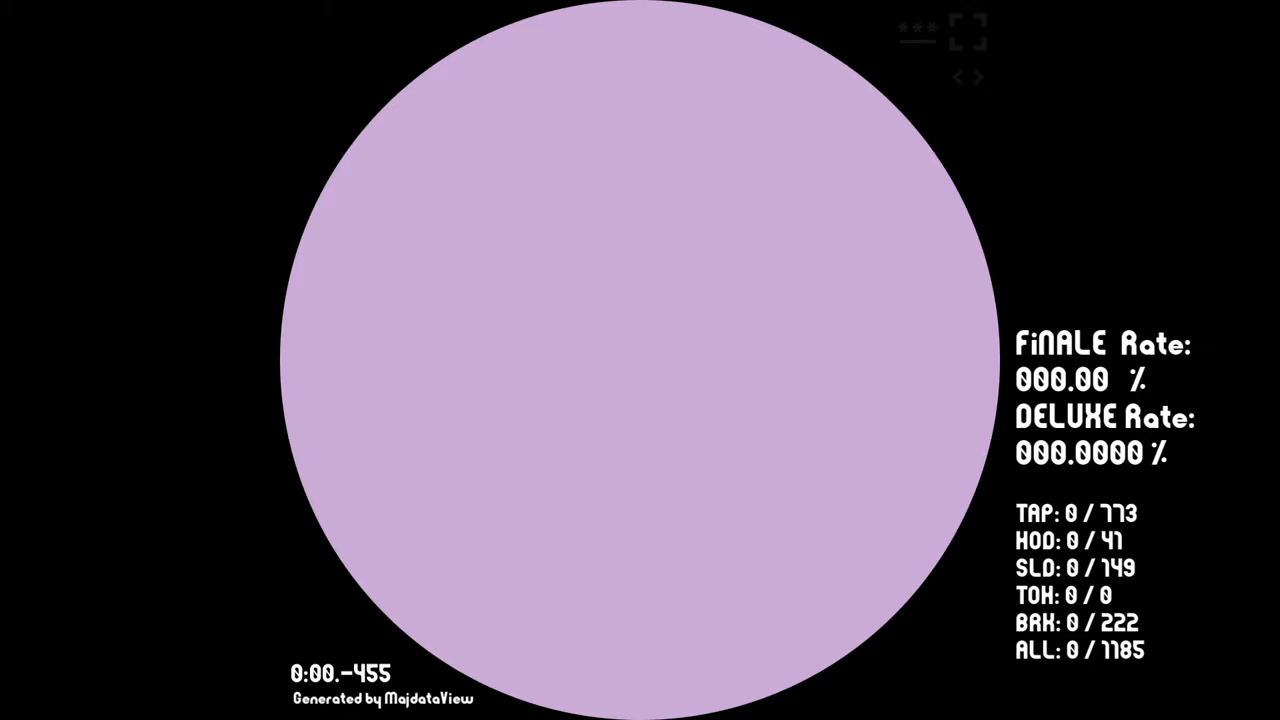 ***
< >
FiNALE Rate:
000.00 %
DELUXE Rate:
000.0000 %
TAP: 0 / 773
HOD: 0 / 41
SLD: 0 / 149
TOH: 0 / 0
BRK: 0 / 222
ALL: 0 / 1185
0:00.-455
Generated by MajdataView